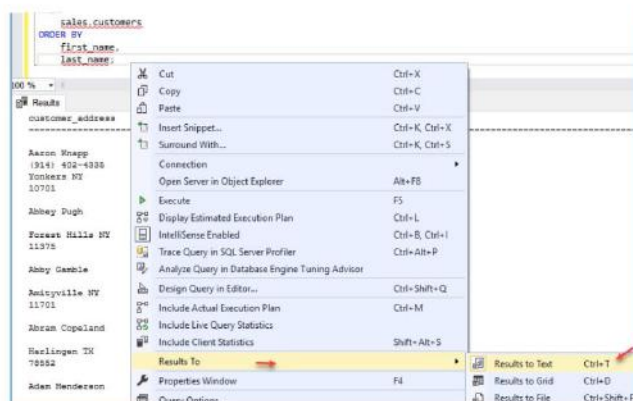 sales.customers
ORDER BY
first_name,
last_name;
100 %
Results
customer_address
Aaron Knapp
(914) 402-4335
Yonkers NY
10701
Abbey Pugh
Forest Hills NY
11375
Abby Gamble
Amityville NY
11701
Abram Copeland
Harlingen TX
78552
Adam Henderson
Cut Ctrl+X
Copy Ctrl+C
Paste Ctrl+V
Insert Snippet... Ctrl+K, Ctrl+X
Surround With... Ctrl+K, Ctrl+S
Connection
Open Server in Object Explorer Alt+F8
Execute F5
Display Estimated Execution Plan Ctrl+L
IntelliSense Enabled Ctrl+B, Ctrl+I
Trace Query in SQL Server Profiler Ctrl+Alt+P
Analyze Query in Database Engine Tuning Advisor
Design Query in Editor... Ctrl+Shift+Q
Include Actual Execution Plan Ctrl+M
Include Live Query Statistics
Include Client Statistics Shift+Alt+S
Results To
Properties Window F4
Query Options
Results to Text Ctrl+T
Results to Grid Ctrl+D
Results to File Ctrl+Shift+F